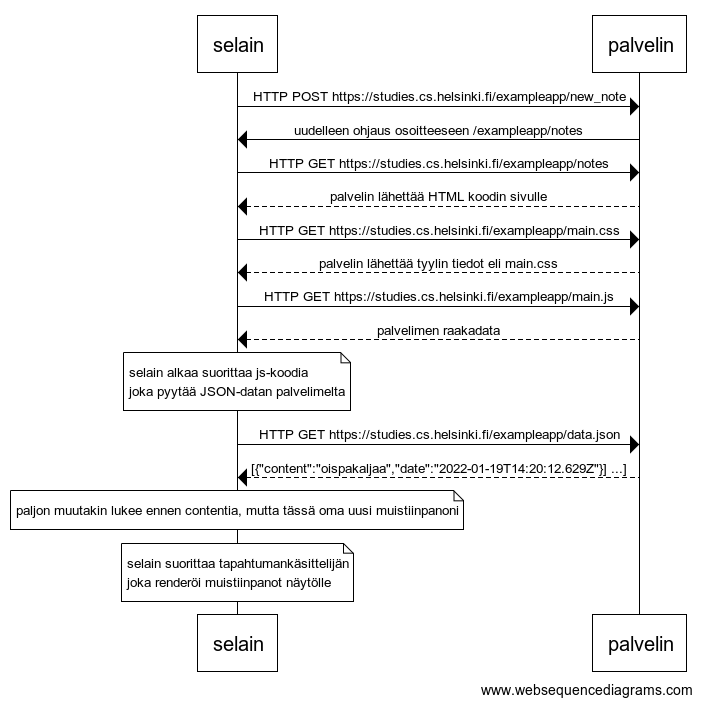 selain
palvelin
HTTP POST https://studies.cs.helsinki.fi/exampleapp/new_note
uudelleen ohjaus osoitteeseen /exampleapp/notes
HTTP GET https://studies.cs.helsinki.fi/exampleapp/notes
palvelin lähettää HTML koodin sivulle
HTTP GET https://studies.cs.helsinki.fi/exampleapp/main.css
palvelin lähettää tyylin tiedot eli main.css
HTTP GET https://studies.cs.helsinki.fi/exampleapp/main.js
palvelimen raakadata
selain alkaa suorittaa js-koodia
joka pyytää JSON-datan palvelimelta
HTTP GET https://studies.cs.helsinki.fi/exampleapp/data.json
[{"content":"oispakaljaa","date":"2022-01-19T14:20:12.629Z"}] ...]
paljon muutakin lukee ennen contentia, mutta tässä oma uusi muistiinpanoni
selain suorittaa tapahtumankäsittelijän
joka renderöi muistiinpanot näytölle
selain
palvelin
www.websequencediagrams.com